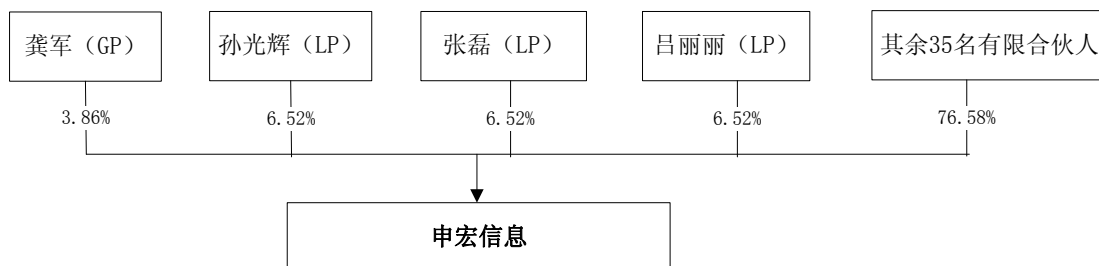 龚军（GP）
孙光辉（LP）
张磊（LP）
吕丽丽（LP）
其余35名有限合伙人
3.86%
6.52%
6.52%
6.52%
76.58%
申宏信息